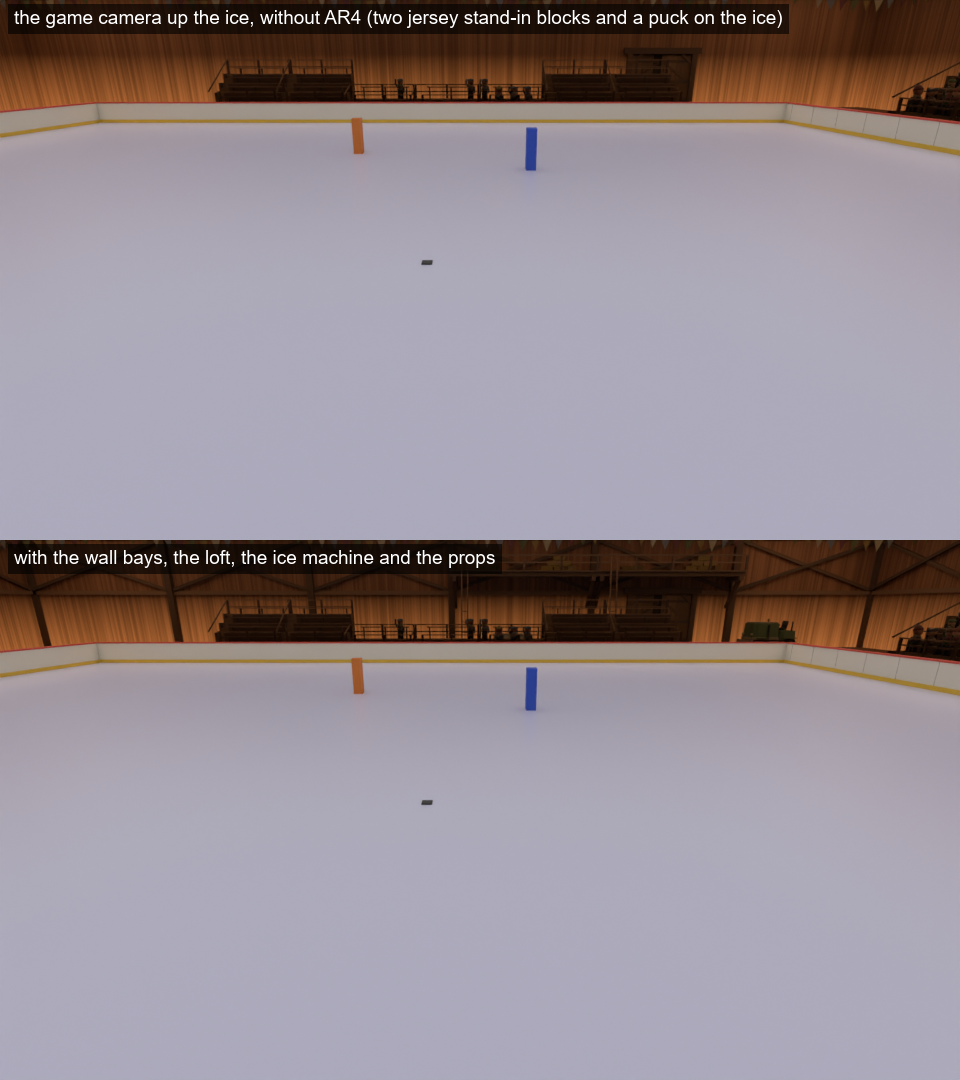 the game camera up the ice, without AR4 (two jersey stand-in blocks and a puck on the ice)
with the wall bays, the loft, the ice machine and the props